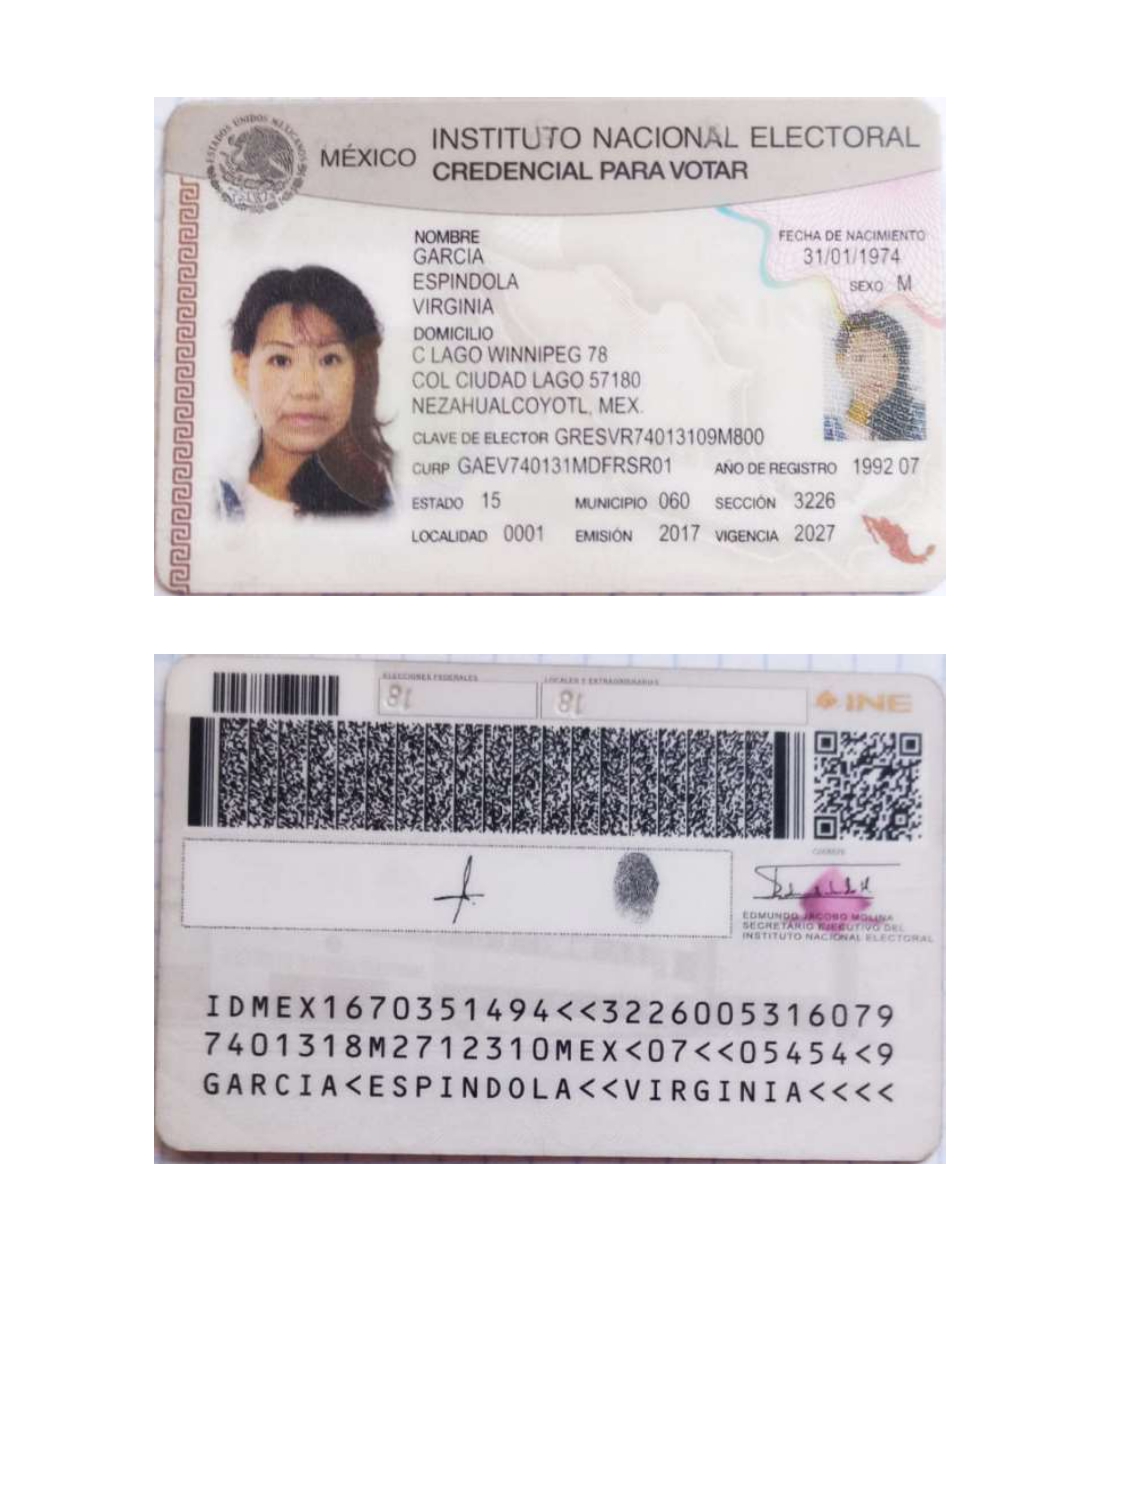 ESTADOS UNIDOS MEXICANOS
MÉXICO
INSTITUTO NACIONAL ELECTORAL
CREDENCIAL PARA VOTAR
NOMBRE
GARCIA
ESPINDOLA
VIRGINIA
FECHA DE NACIMIENTO
31/01/1974
SEXO M
DOMICILIO
C LAGO WINNIPEG 78
COL CIUDAD LAGO 57180
NEZAHUALCOYOTL, MEX.
CLAVE DE ELECTOR GRESVR74013109M800
CURP GAEV740131MDFRSR01 AÑO DE REGISTRO 1992 07
ESTADO 15 MUNICIPIO 060 SECCIÓN 3226
LOCALIDAD 0001 EMISIÓN 2017 VIGENCIA 2027
ELECCIONES FEDERALES LOCALES Y EXTRAORDINARIAS
18 18
INE
EDMUNDO JACOBO MOLINA
SECRETARIO EJECUTIVO DEL
INSTITUTO NACIONAL ELECTORAL
IDMEX1670351494<<3226005316079
7401318M2712310MEX<07<<05454<9
GARCIA<ESPINDOLA<<VIRGINIA<<<<